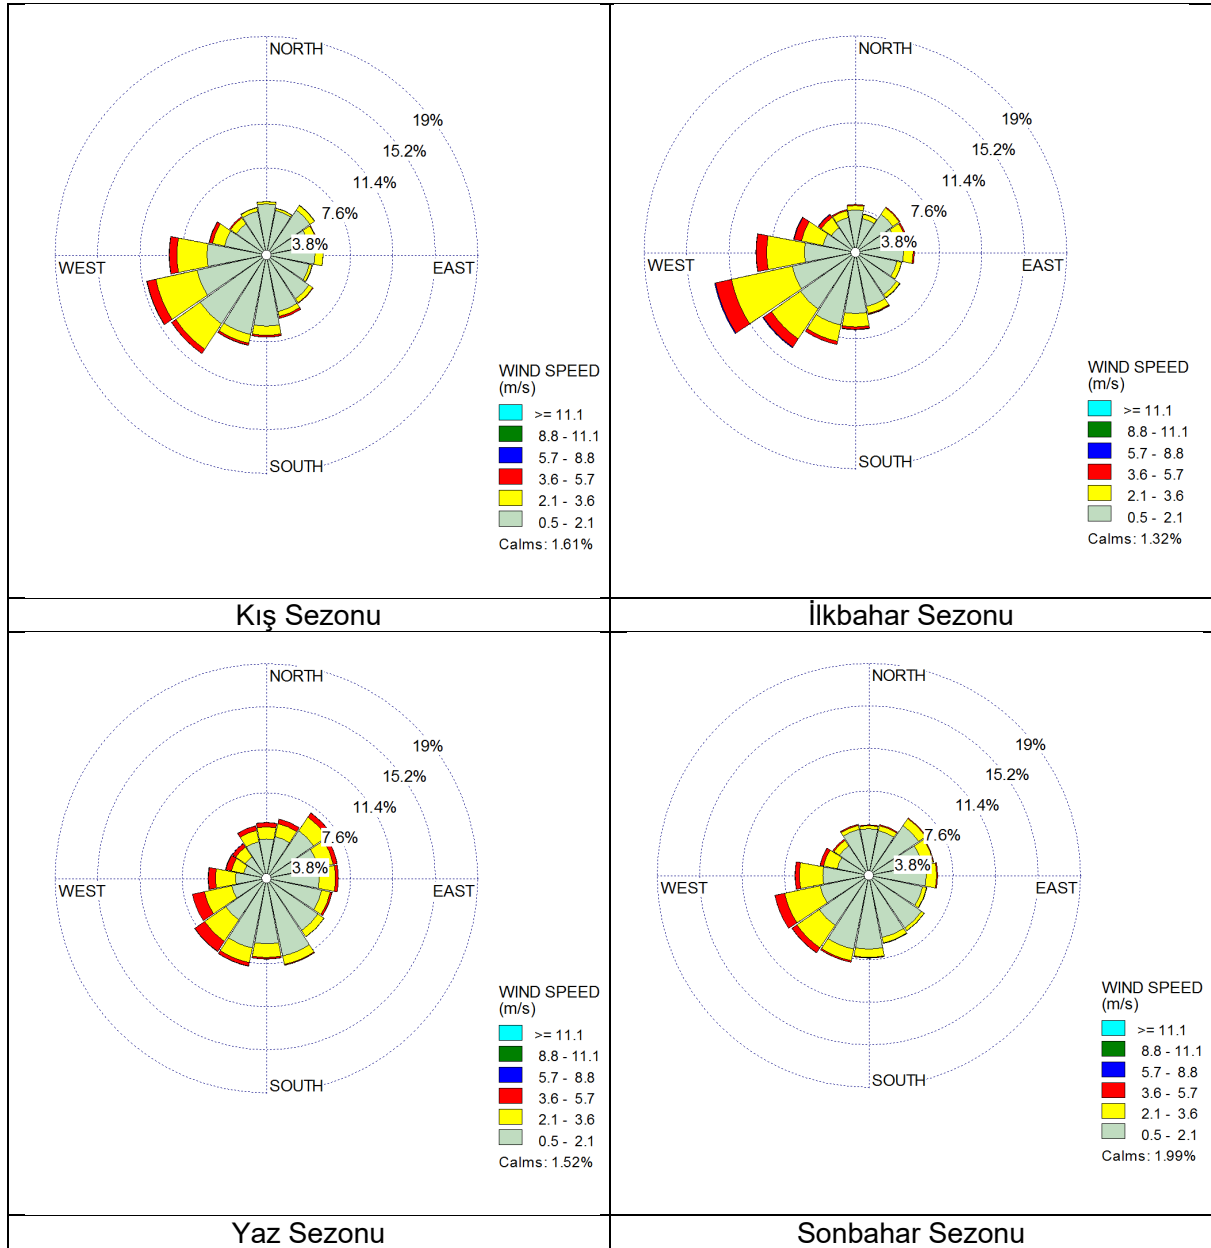 NORTH
19%
15.2%
11.4%
7.6%
3.8%
WEST
EAST
SOUTH
WIND SPEED
(m/s)
>= 11.1
8.8 - 11.1
5.7 - 8.8
3.6 - 5.7
2.1 - 3.6
0.5 - 2.1
Calms: 1.61%
Kış Sezonu
NORTH
19%
15.2%
11.4%
7.6%
3.8%
WEST
EAST
SOUTH
WIND SPEED
(m/s)
>= 11.1
8.8 - 11.1
5.7 - 8.8
3.6 - 5.7
2.1 - 3.6
0.5 - 2.1
Calms: 1.32%
İlkbahar Sezonu
NORTH
19%
15.2%
11.4%
7.6%
3.8%
WEST
EAST
SOUTH
WIND SPEED
(m/s)
>= 11.1
8.8 - 11.1
5.7 - 8.8
3.6 - 5.7
2.1 - 3.6
0.5 - 2.1
Calms: 1.52%
Yaz Sezonu
NORTH
19%
15.2%
11.4%
7.6%
3.8%
WEST
EAST
SOUTH
WIND SPEED
(m/s)
>= 11.1
8.8 - 11.1
5.7 - 8.8
3.6 - 5.7
2.1 - 3.6
0.5 - 2.1
Calms: 1.99%
Sonbahar Sezonu